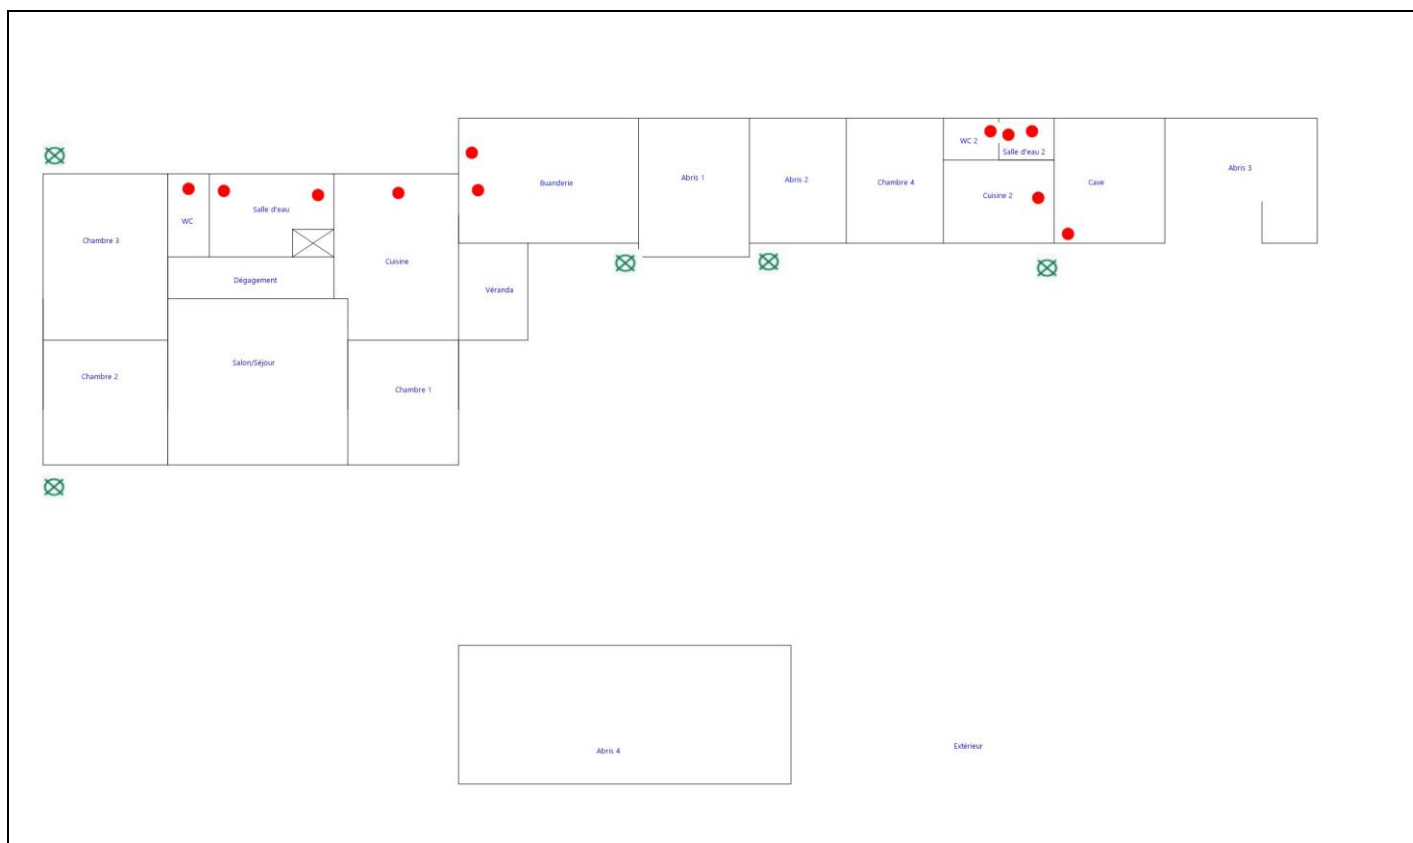 WC 2
Salle d'eau 2
Abris 3
Abris 1
Abris 2
Buanderie
Chambre 4
Cave
Cuisine 2
Salle d'eau
WC
Chambre 3
Cuisine
Dégagement
Véranda
Salon/Séjour
Chambre 2
Chambre 1
Extérieur
Abris 4